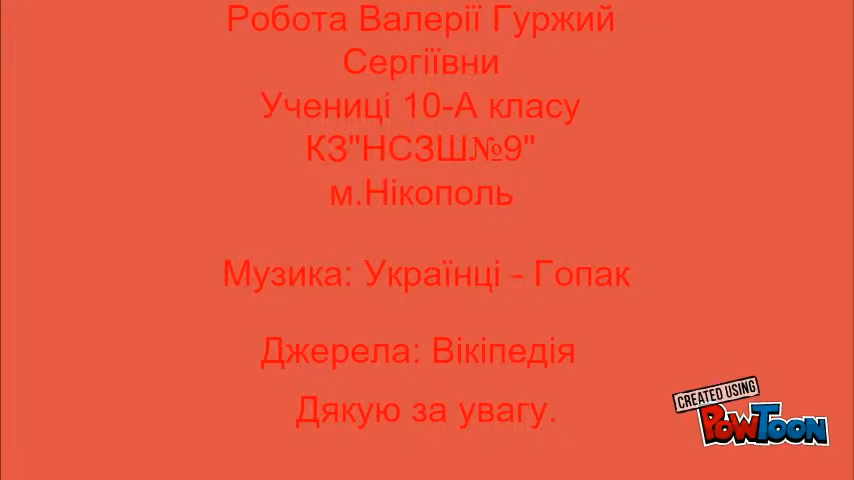 Робота Валерії Гуржий
Сергіївни
Учениці 10-А класу
КЗ"НСЗШ№9"
м.Нікополь
Музика: Українці - Гопак
Джерела: Вікіпедія
Дякую за увагу.
CREATED USING
POWTOON